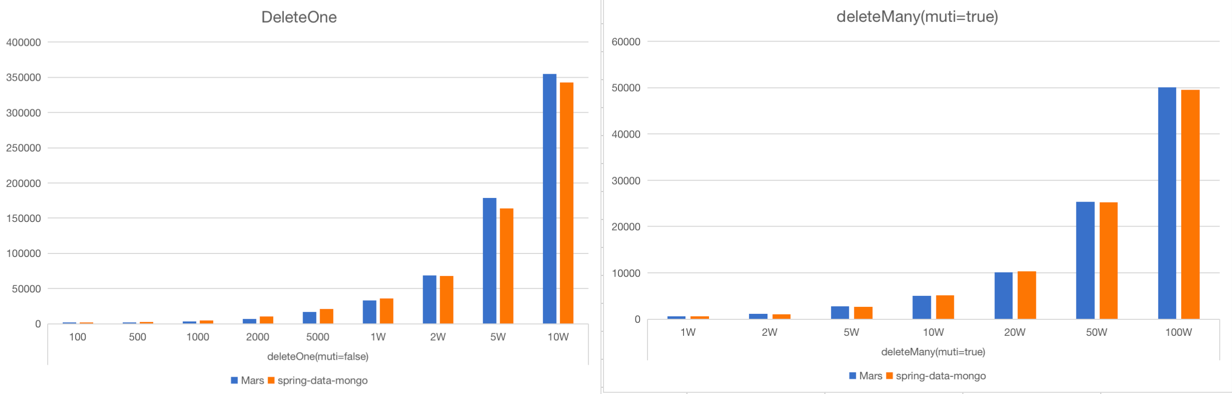 DeleteOne
400000
350000
300000
250000
200000
150000
100000
50000
0
100 500 1000 2000 5000 1W 2W 5W 10W
deleteOne(muti=false)
Mars spring-data-mongo
deleteMany(muti=true)
60000
50000
40000
30000
20000
10000
0
1W 2W 5W 10W 20W 50W 100W
deleteMany(muti=true)
Mars spring-data-mongo